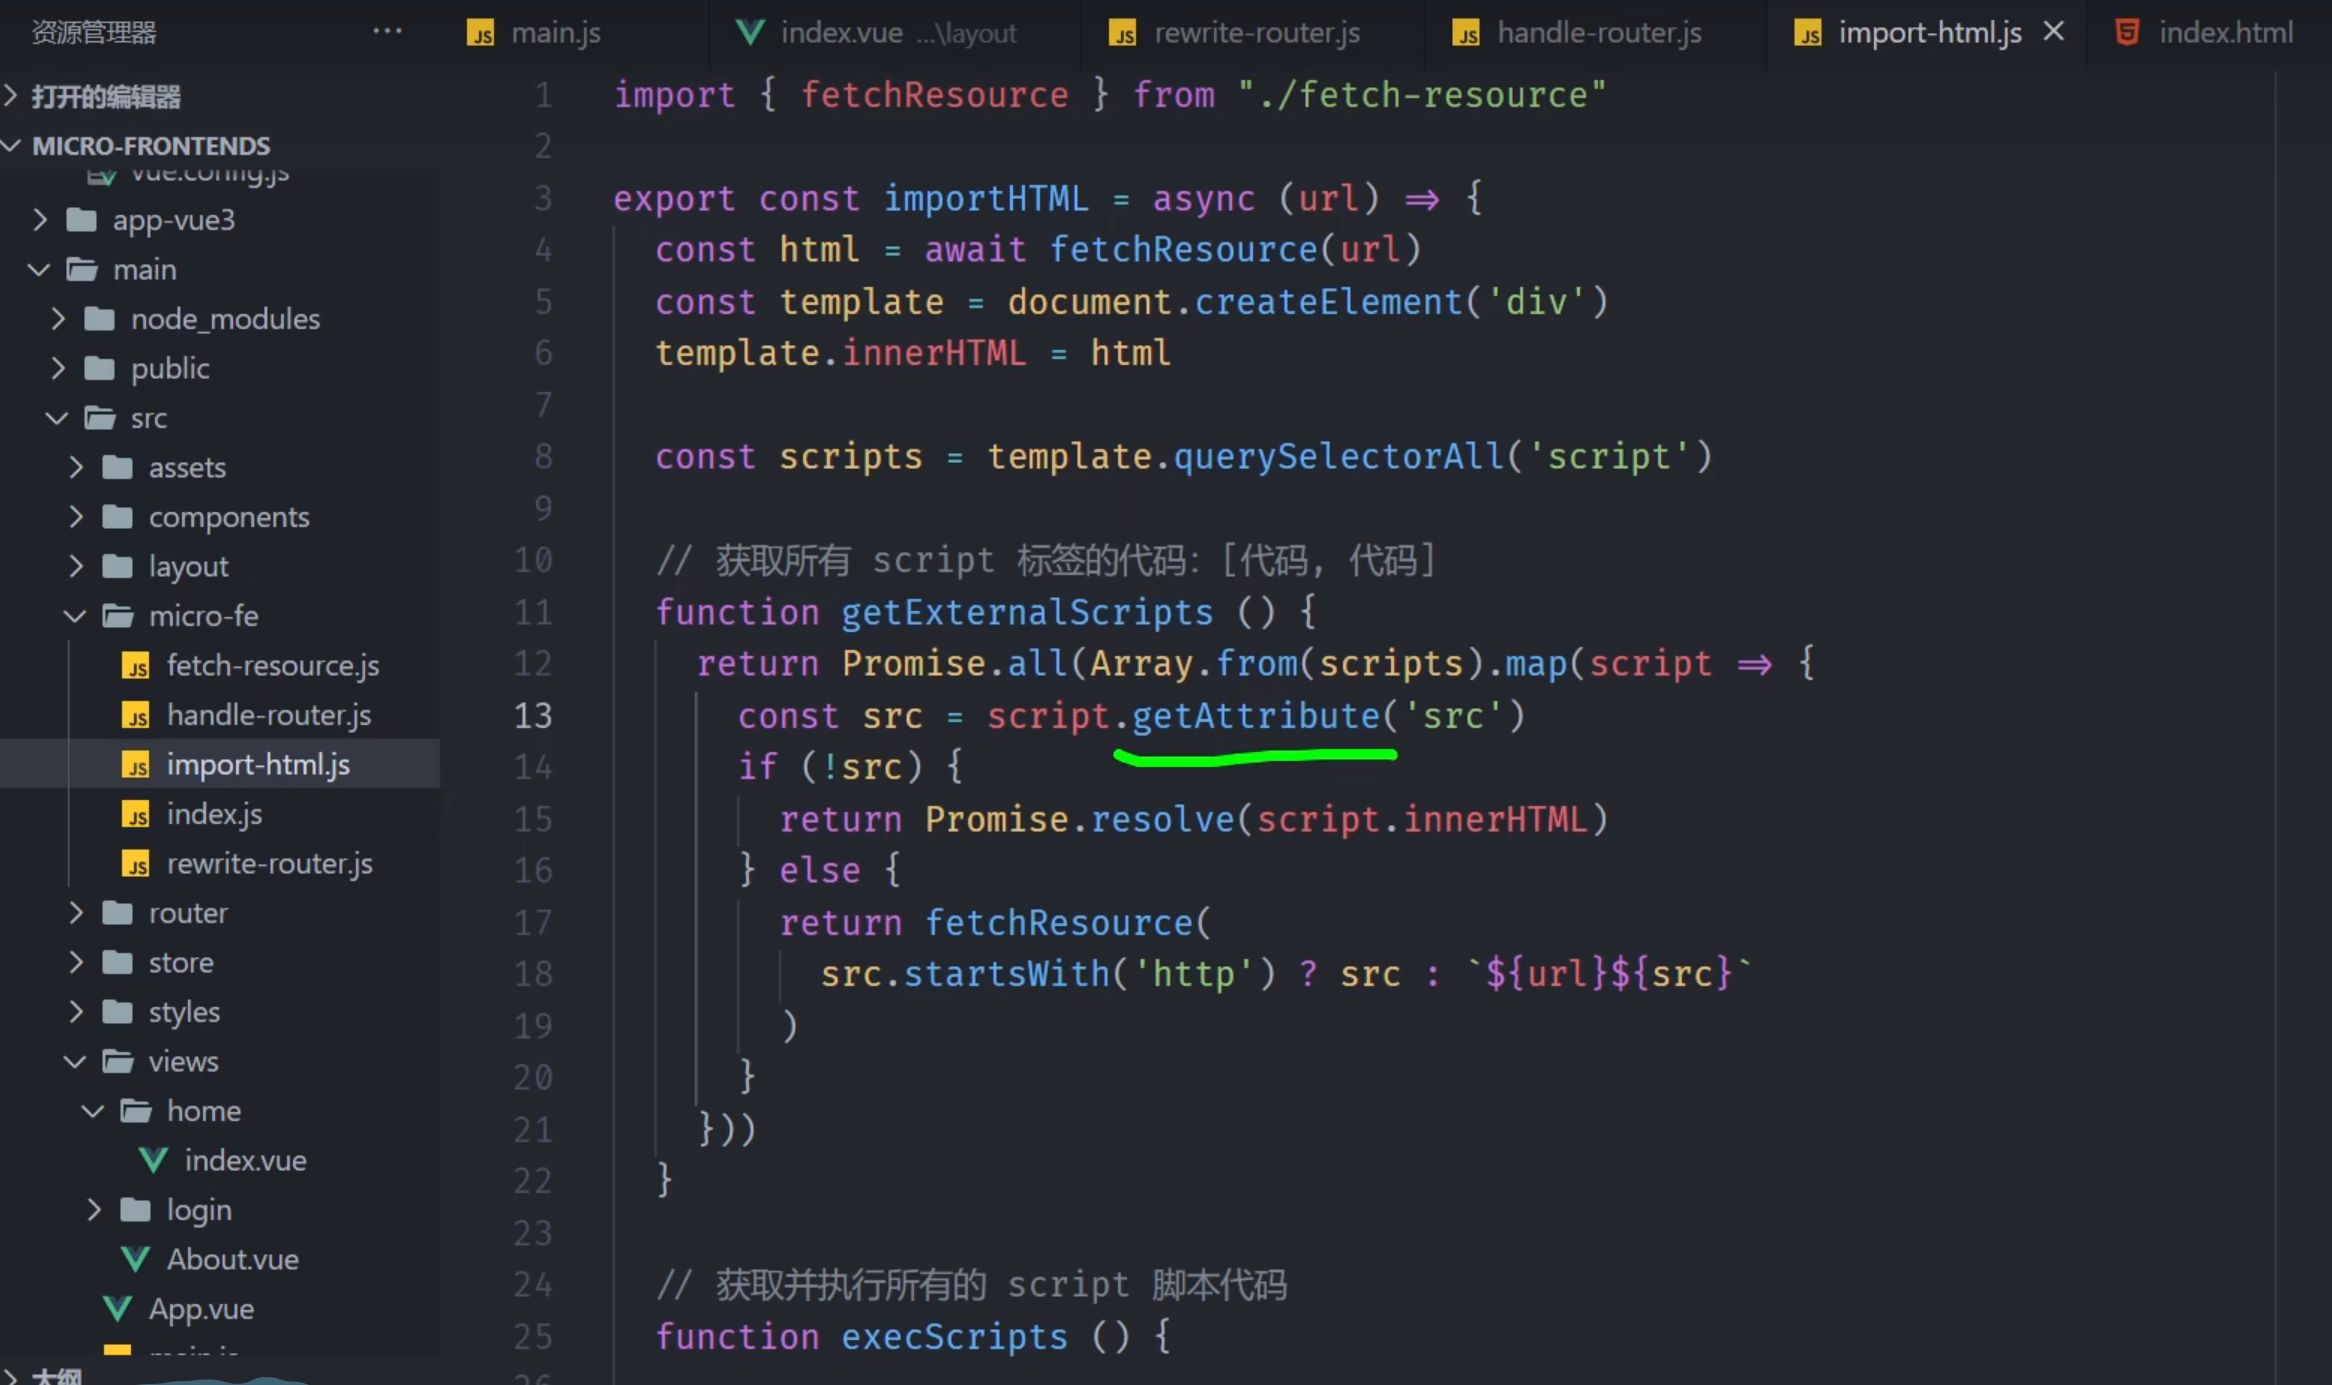 资源管理器 ···
main.js
index.vue ...\layout
rewrite-router.js
handle-router.js
import-html.js
index.html
打开的编辑器
MICRO-FRONTENDS
vue.config.js
app-vue3
main
node_modules
public
src
assets
components
layout
micro-fe
fetch-resource.js
handle-router.js
import-html.js
index.js
rewrite-router.js
router
store
styles
views
home
index.vue
login
About.vue
App.vue
main.js
大纲
1 import { fetchResource } from "./fetch-resource"
2
3 export const importHTML = async (url) => {
4 const html = await fetchResource(url)
5 const template = document.createElement('div')
6 template.innerHTML = html
7
8 const scripts = template.querySelectorAll('script')
9
10 // 获取所有 script 标签的代码: [代码, 代码]
11 function getExternalScripts () {
12 return Promise.all(Array.from(scripts).map(script => {
13 const src = script.getAttribute('src')
14 if (!src) {
15 return Promise.resolve(script.innerHTML)
16 } else {
17 return fetchResource(
18 src.startsWith('http') ? src : `${url}${src}`
19 )
20 }
21 }))
22 }
23
24 // 获取并执行所有的 script 脚本代码
25 function execScripts () {
26